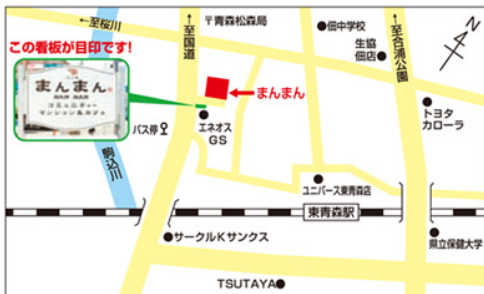 ←至桜川
〒青森松森局
佃中学校
生協
佃店
N
この看板が目印です!
←至国道
←至合浦公園
まんまん
MAN MAN
コミュニティー
マンション&カフェ
まんまん
エネオス
GS
バス停
トヨタ
カローラ
駒込川
ユニバース東青森店
東青森駅
サークルKサンクス
県立保健大学
TSUTAYA